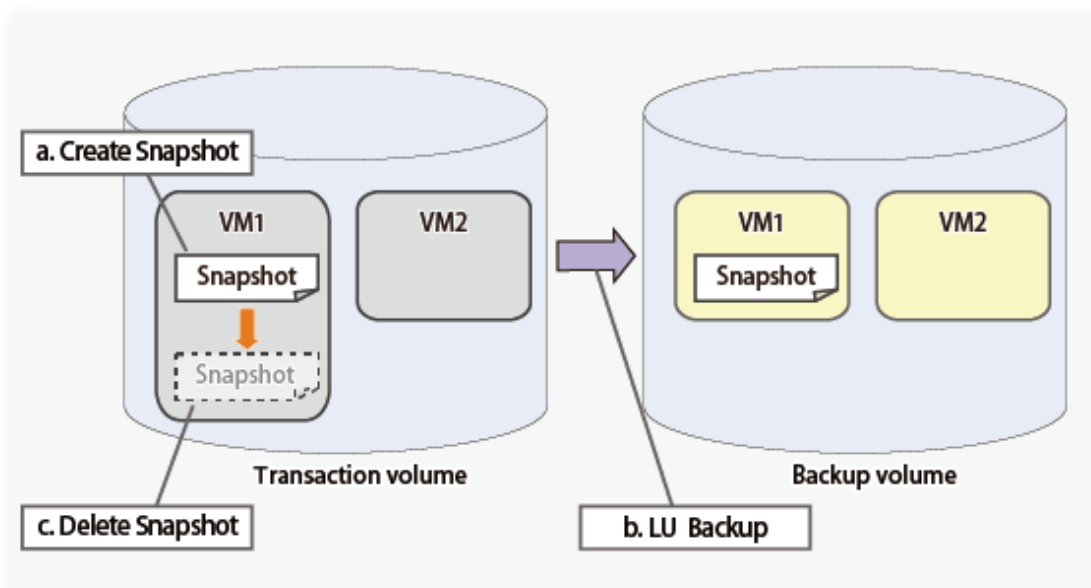 a. Create Snapshot
VM1
VM2
VM1
VM2
Snapshot
Snapshot
Snapshot
Transaction volume
Backup volume
c. Delete Snapshot
b. LU Backup